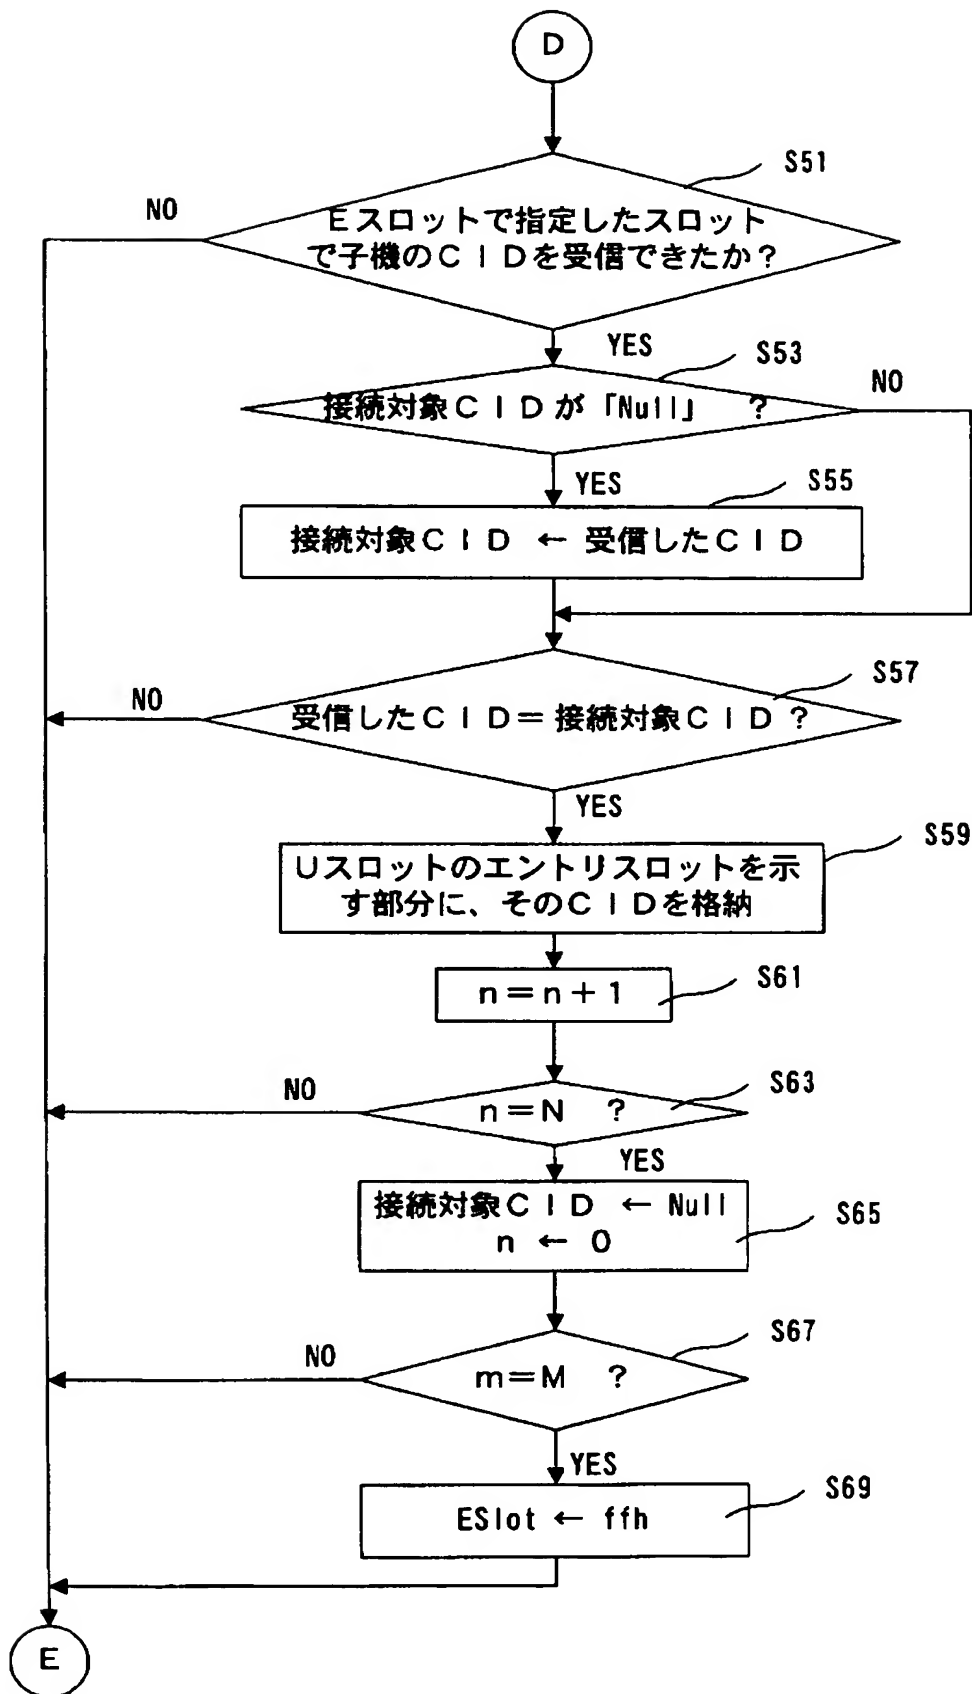 D
S51
NO
Eスロットで指定したスロット
で子機のCIDを受信できたか?
YES
S53
NO
接続対象CIDが「Null」 ?
YES
S55
接続対象CID ← 受信したCID
S57
NO
受信したCID=接続対象CID?
YES
S59
Uスロットのエントリスロットを示
す部分に、そのCIDを格納
S61
n=n+1
S63
NO
n=N ?
YES
接続対象CID ← Null
S65
n ← 0
S67
NO
m=M ?
YES
S69
ESlot ← ffh
E